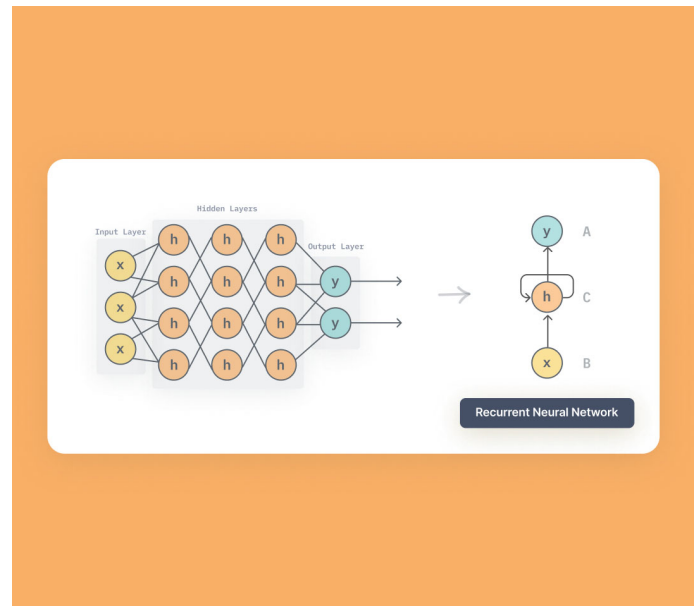 Hidden Layers
Input Layer
Output Layer
x
x
x
h
h
h
h
h
h
h
h
h
h
h
h
y
y
y
A
h
C
x
B
Recurrent Neural Network